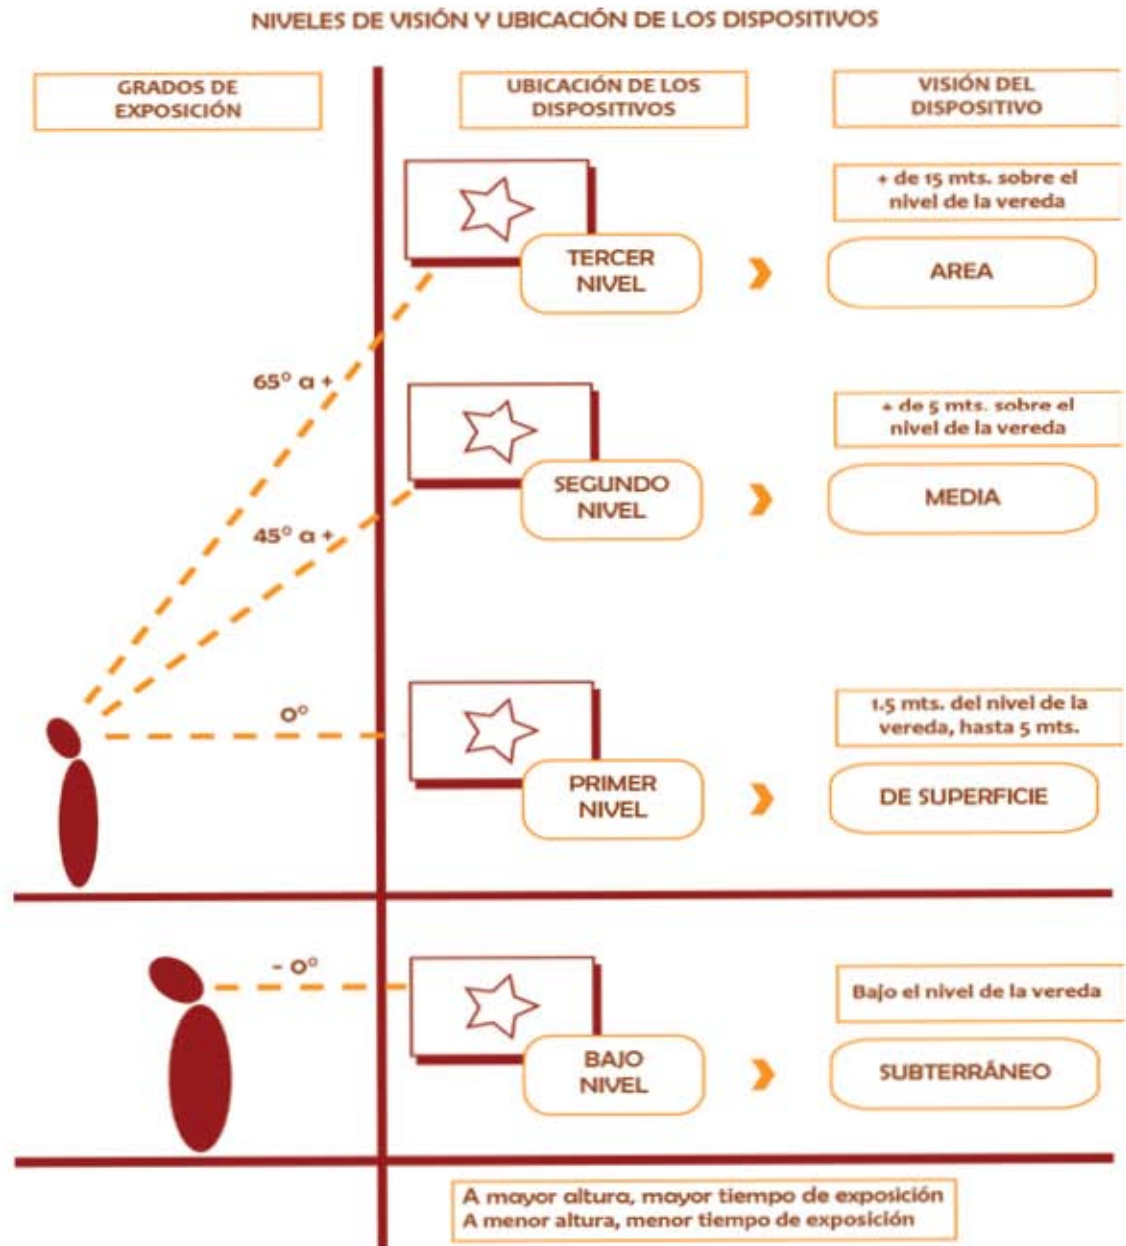 NIVELES DE VISIÓN Y UBICACIÓN DE LOS DISPOSITIVOS
GRADOS DE
EXPOSICIÓN
UBICACIÓN DE LOS
DISPOSITIVOS
VISIÓN DEL
DISPOSITIVO
+ de 15 mts. sobre el
nivel de la vereda
TERCER
NIVEL
AREA
65° a +
+ de 5 mts. sobre el
nivel de la vereda
SEGUNDO
NIVEL
MEDIA
45° a +
0°
1.5 mts. del nivel de la
vereda, hasta 5 mts.
PRIMER
NIVEL
DE SUPERFICIE
- 0°
Bajo el nivel de la vereda
BAJO
NIVEL
SUBTERRÁNEO
A mayor altura, mayor tiempo de exposición
A menor altura, menor tiempo de exposición